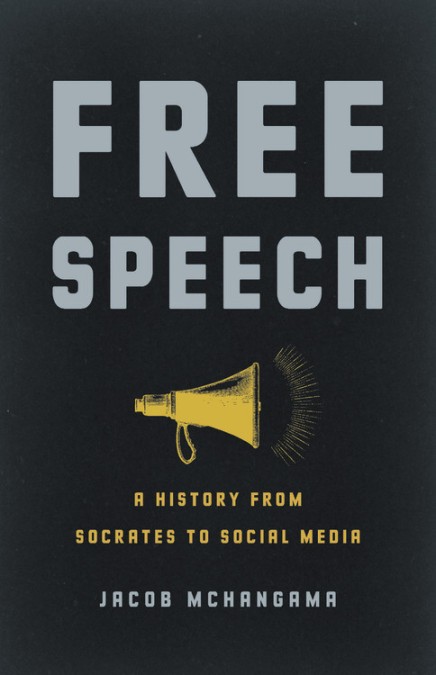 FREE
SPEECH
A HISTORY FROM
SOCRATES TO SOCIAL MEDIA
JACOB MCHANGAMA